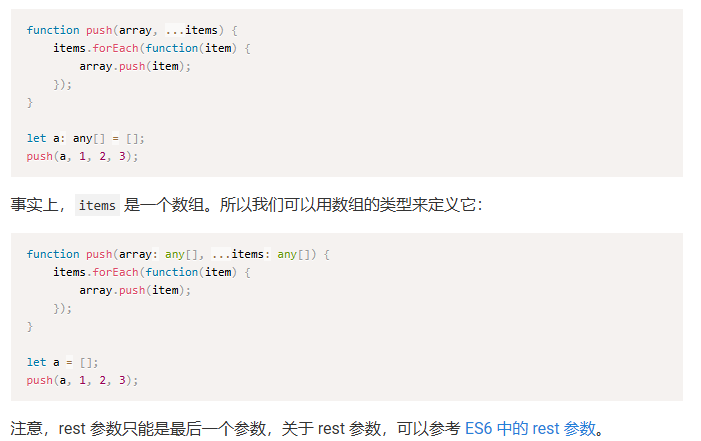 function push(array, ...items) {
    items.forEach(function(item) {
        array.push(item);
    });
}
let a: any[] = [];
push(a, 1, 2, 3);
事实上，items 是一个数组。所以我们可以用数组的类型来定义它：
function push(array: any[], ...items: any[]) {
    items.forEach(function(item) {
        array.push(item);
    });
}
let a = [];
push(a, 1, 2, 3);
注意，rest 参数只能是最后一个参数，关于 rest 参数，可以参考 ES6 中的 rest 参数。